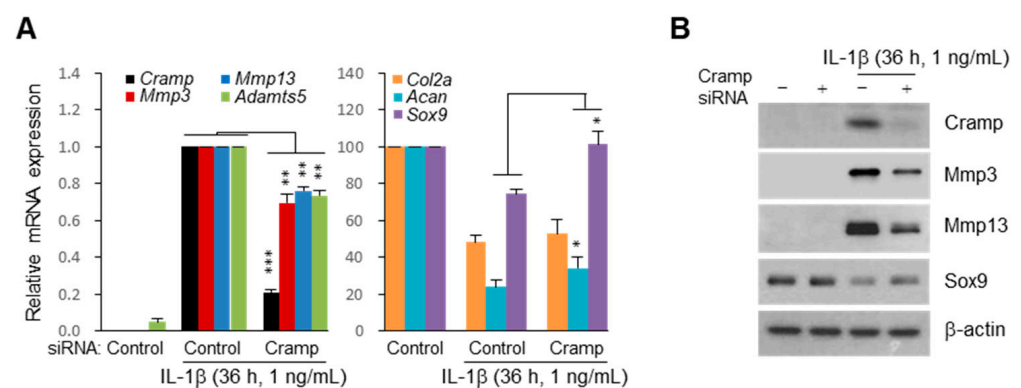 A
Relative mRNA expression
1.4
1.2
1.0
0.8
0.6
0.4
0.2
0.0
Cramp
Mmp3
Mmp13
Adamts5
***
**
**
**
siRNA: Control
Control
Cramp
IL-1β (36 h, 1 ng/mL)
140
120
100
80
60
40
20
0
Col2a
Acan
Sox9
*
*
Control
Control
Cramp
IL-1β (36 h, 1 ng/mL)
B
IL-1β (36 h, 1 ng/mL)
Cramp
siRNA
− + − +
Cramp
Mmp3
Mmp13
Sox9
β-actin